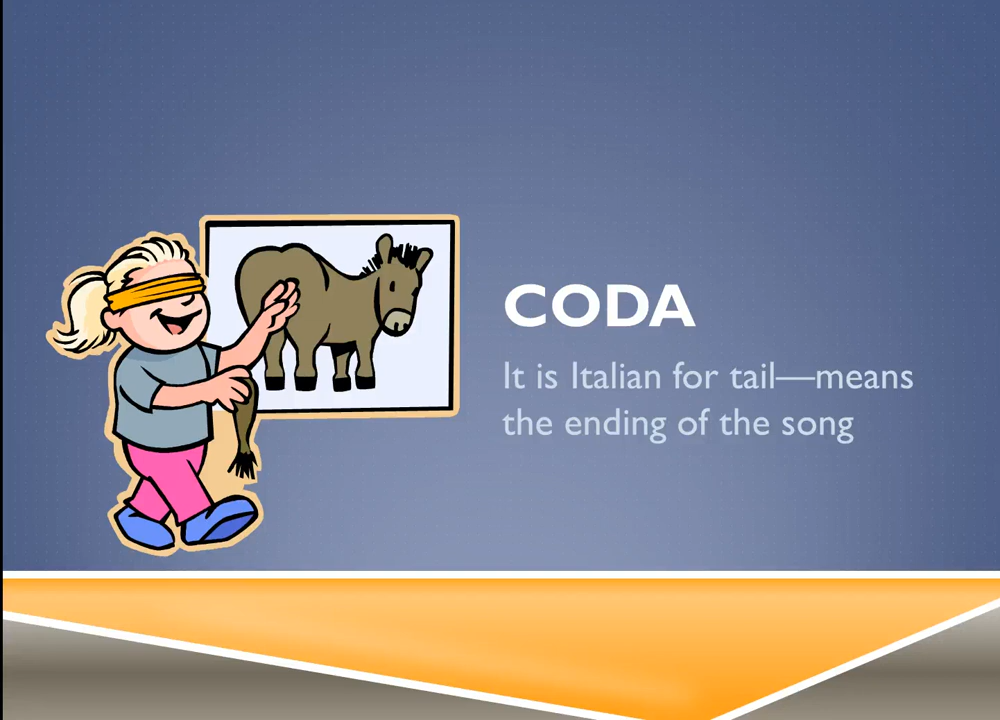 CODA
It is Italian for tail—means
the ending of the song